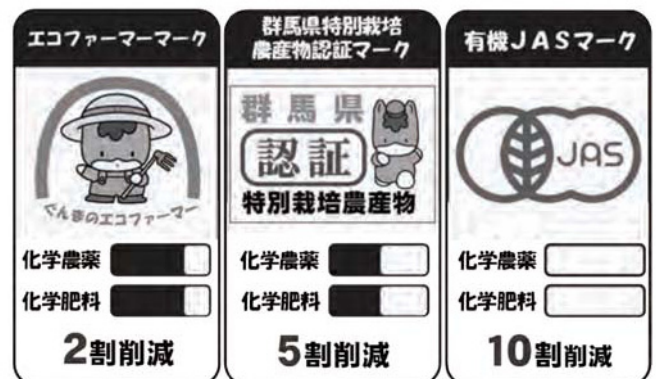 エコファーマーマーク
ぐんまのエコファーマー
化学農薬
化学肥料
2割削減
群馬県特別栽培
農産物認証マーク
群馬県
認証
特別栽培農産物
化学農薬
化学肥料
5割削減
有機JASマーク
JAS
化学農薬
化学肥料
10割削減